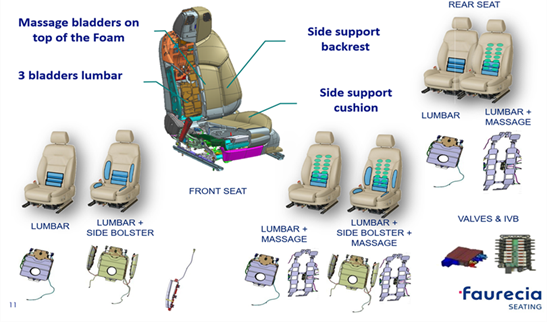 REAR SEAT
Massage bladders on
top of the Foam
Side support
backrest
3 bladders lumbar
Side support
cushion
LUMBAR
LUMBAR +
MASSAGE
FRONT SEAT
LUMBAR
LUMBAR +
SIDE BOLSTER
LUMBAR +
MASSAGE
LUMBAR +
SIDE BOLSTER +
MASSAGE
VALVES & IVB
11
faurecia
SEATING